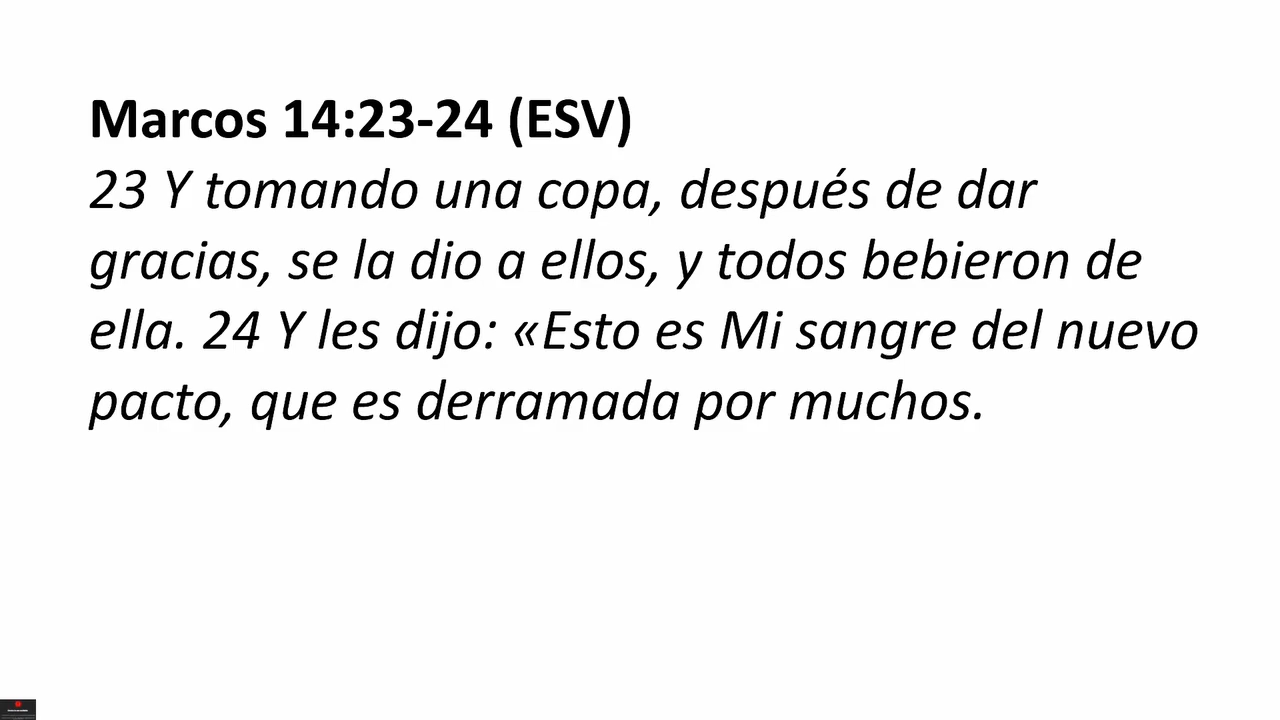 Marcos 14:23-24 (ESV)
23 Y tomando una copa, después de dar
gracias, se la dio a ellos, y todos bebieron de
ella. 24 Y les dijo: «Esto es Mi sangre del nuevo
pacto, que es derramada por muchos.